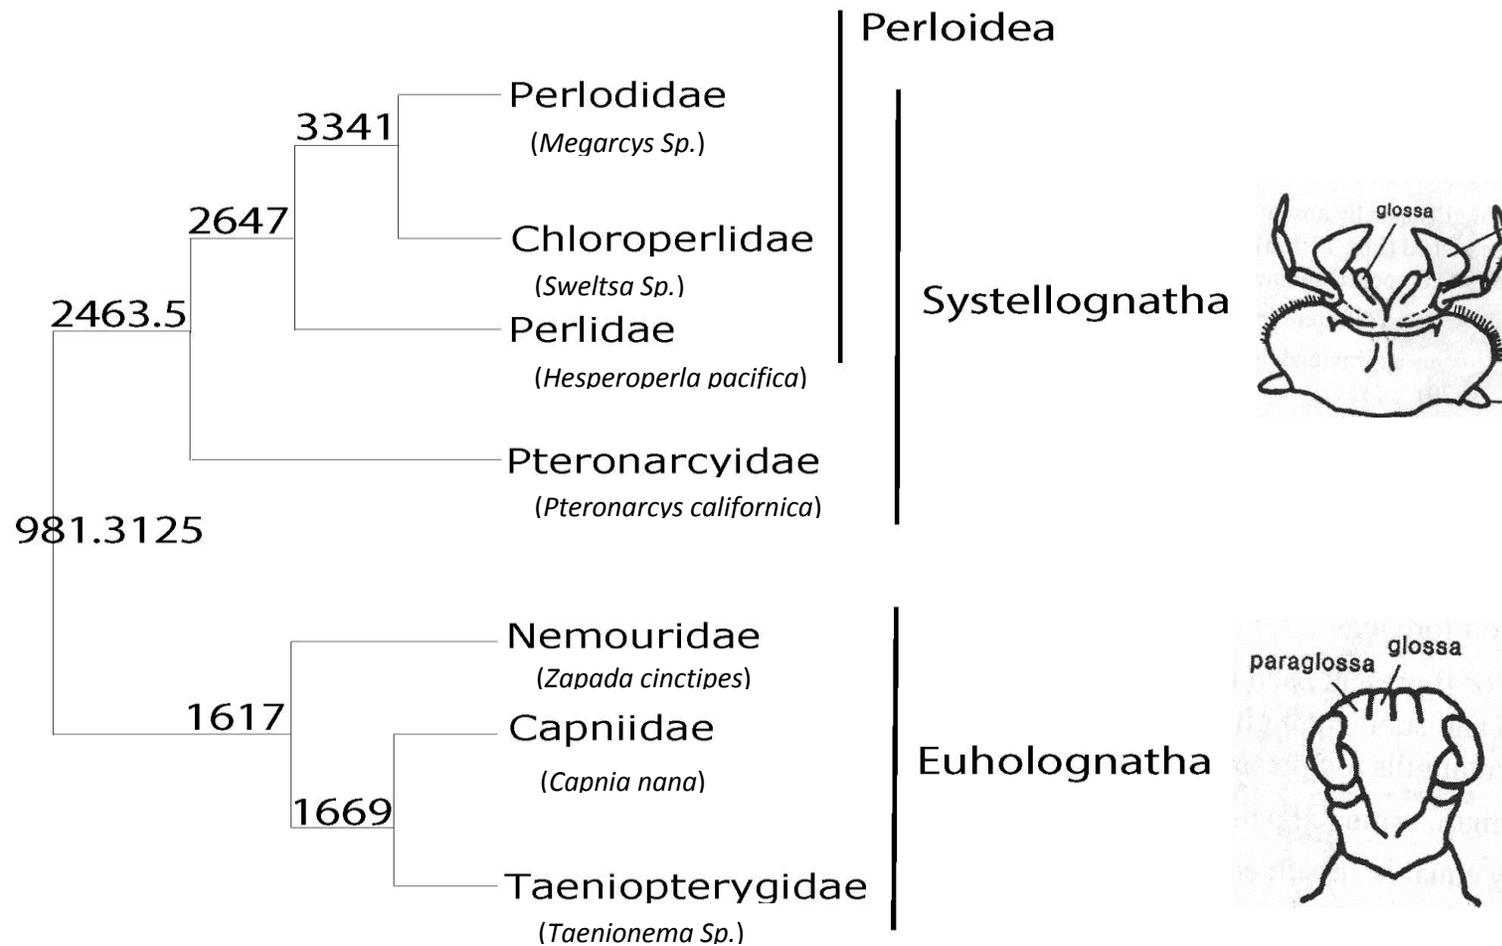 Perloidea
Perlodidae
(Megarcys Sp.)
3341
2647
Chloroperlidae
(Sweltsa Sp.)
glossa
Systellognatha
2463.5
Perlidae
(Hesperoperla pacifica)
Pteronarcyidae
(Pteronarcys californica)
981.3125
Nemouridae
(Zapada cinctipes)
paraglossa
glossa
1617
Capniidae
(Capnia nana)
Euholognatha
1669
Taeniopterygidae
(Taenionema Sp.)